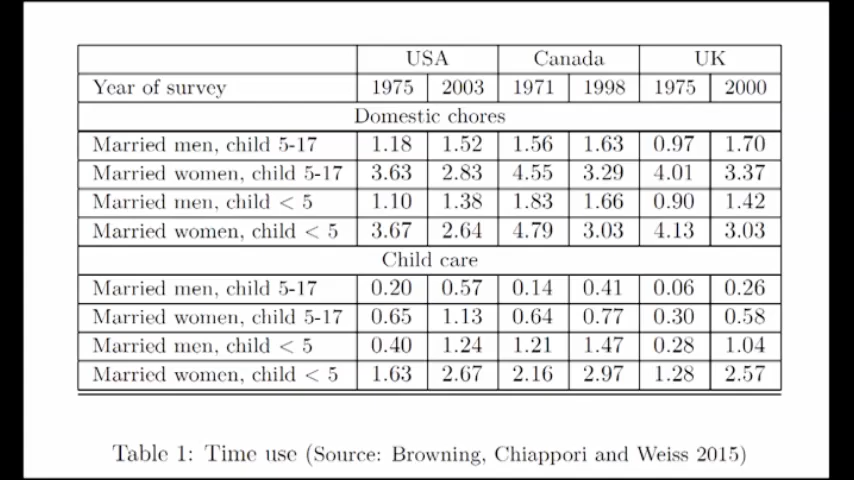 USA Canada UK
Year of survey 1975 2003 1971 1998 1975 2000
Domestic chores
Married men, child 5-17 1.18 1.52 1.56 1.63 0.97 1.70
Married women, child 5-17 3.63 2.83 4.55 3.29 4.01 3.37
Married men, child < 5 1.10 1.38 1.83 1.66 0.90 1.42
Married women, child < 5 3.67 2.64 4.79 3.03 4.13 3.03
Child care
Married men, child 5-17 0.20 0.57 0.14 0.41 0.06 0.26
Married women, child 5-17 0.65 1.13 0.64 0.77 0.30 0.58
Married men, child < 5 0.40 1.24 1.21 1.47 0.28 1.04
Married women, child < 5 1.63 2.67 2.16 2.97 1.28 2.57
Table 1: Time use (Source: Browning, Chiappori and Weiss 2015)